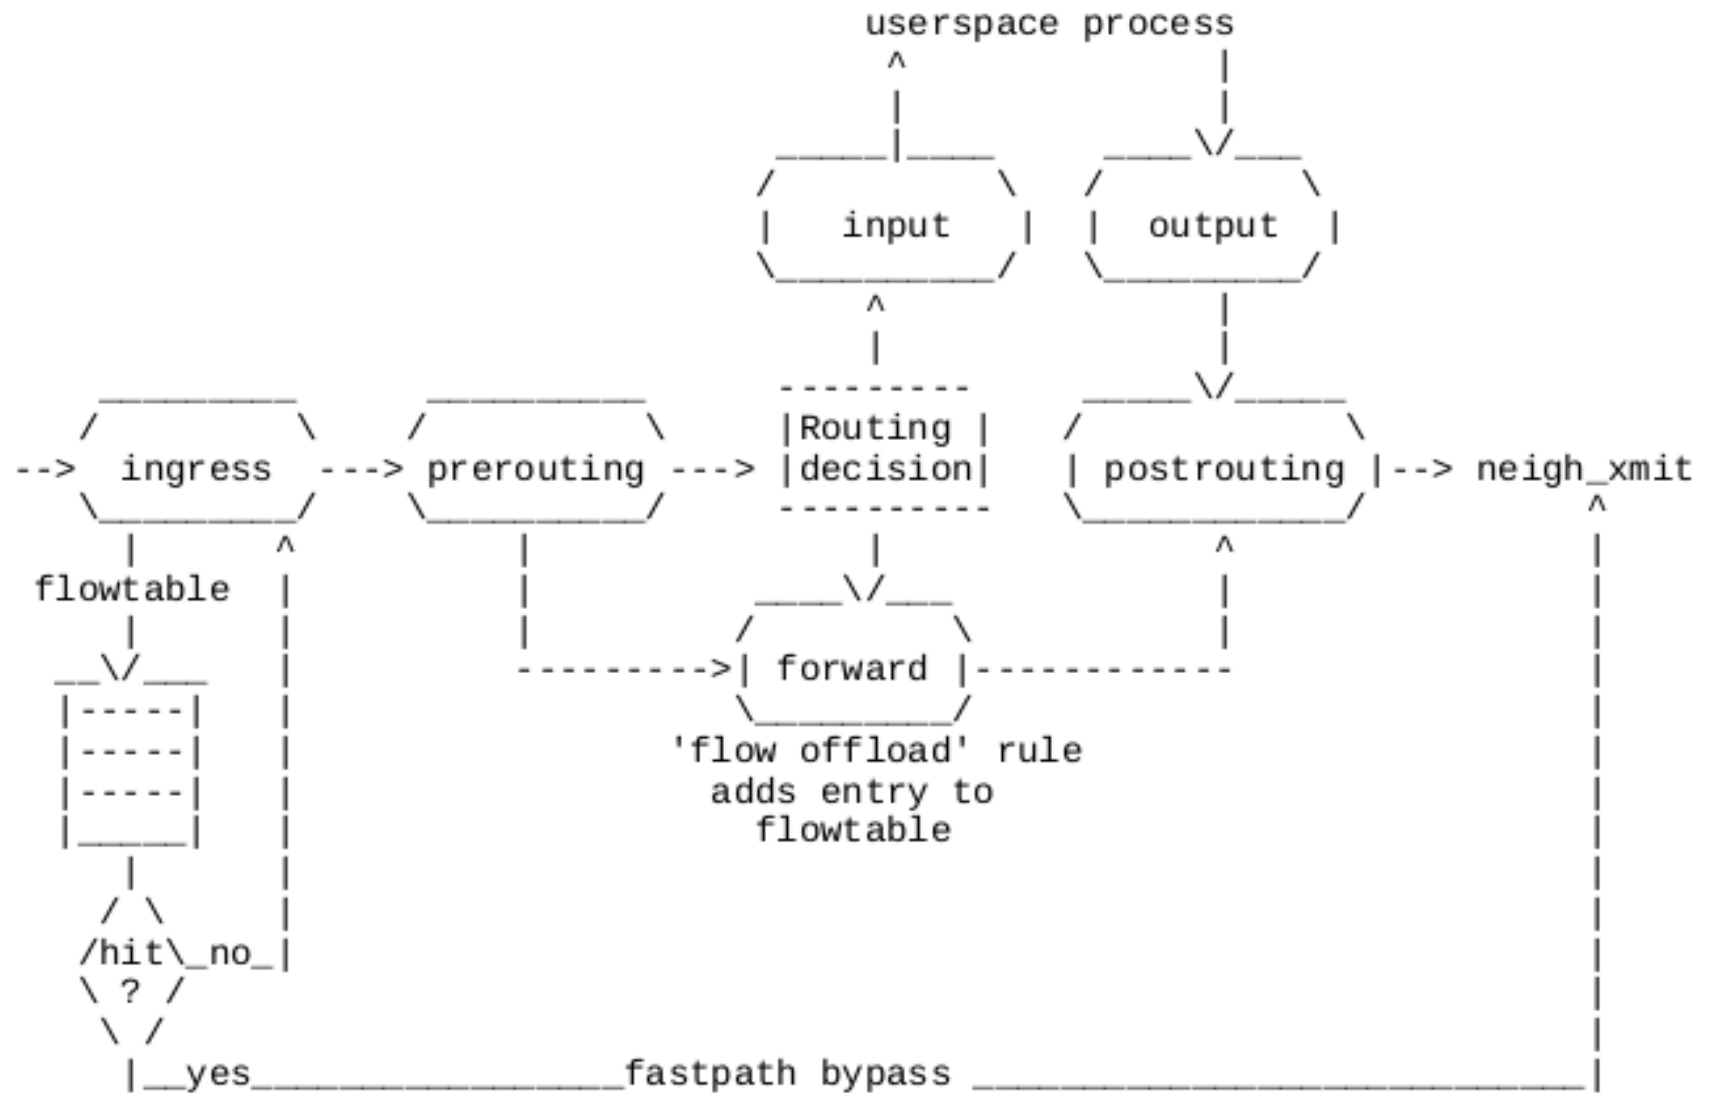 userspace process
input
output
Routing
decision
ingress
prerouting
postrouting
neigh_xmit
flowtable
forward
'flow offload' rule
adds entry to
flowtable
hit
no
?
yes
fastpath bypass